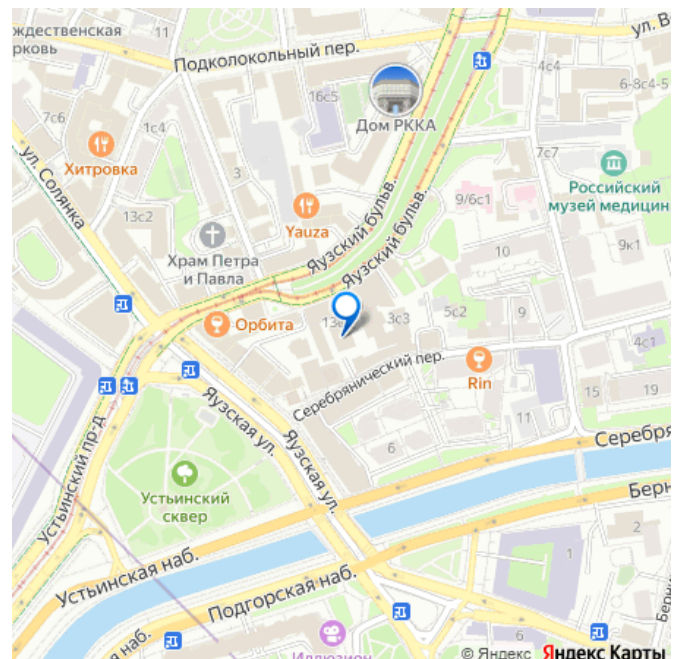 ждественская
рковь
11
Подколокольный пер.
ул. В
4с4
6-8с4-5
16с5
Дом РККА
7с6
1с4
Хитровка
ул. Солянка
3
7с7
Российский
музей медицин
13с2
Yauza
Яузский бульв.
9/6с1
Храм Петра
и Павла
Яузский бульв.
10
9к1
Орбита
3с3
5с2
9
4с1
Серебрянический пер.
Rin
15
19
Яузская ул.
Яузская ул.
11
6
Устьинский пр-д
Серебря
Устьинский
сквер
Берн
2
1
Устьинская наб.
Подгорская наб.
Берни
наб.
Иллюзион
6
© Яндекс Яндекс Карты